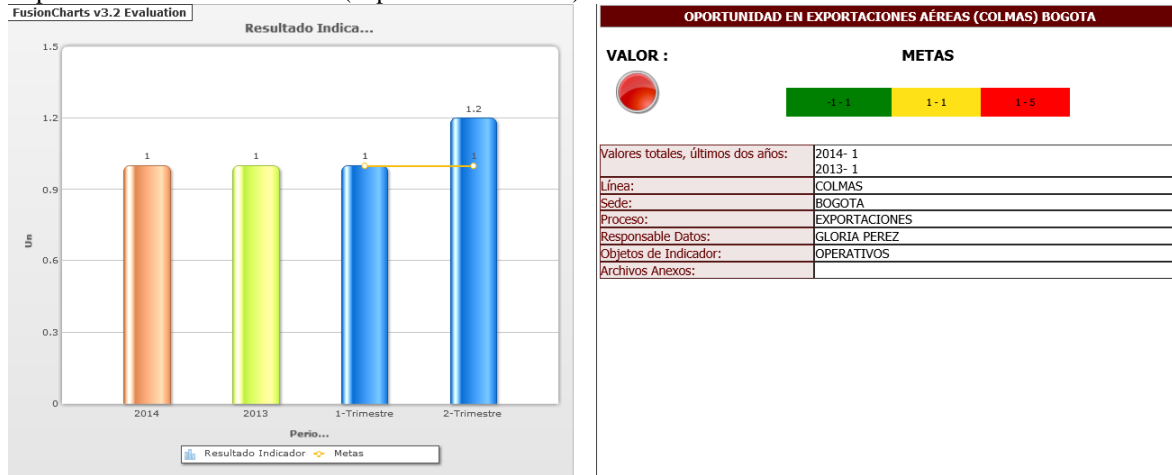 FusionCharts v3.2 Evaluation
Resultado Indica...
1.5
1.2
0.9
0.6
0.3
0
Un
1
1
1
1.2
1
2014
2013
1-Trimestre
2-Trimestre
Perio...
Resultado Indicador
Metas
OPORTUNIDAD EN EXPORTACIONES AÉREAS (COLMAS) BOGOTA
VALOR :
METAS
-1 - 1
1 - 1
1 - 5
Valores totales, últimos dos años:
2014- 1
2013- 1
Línea:
COLMAS
Sede:
BOGOTA
Proceso:
EXPORTACIONES
Responsable Datos:
GLORIA PEREZ
Objetos de Indicador:
OPERATIVOS
Archivos Anexos: